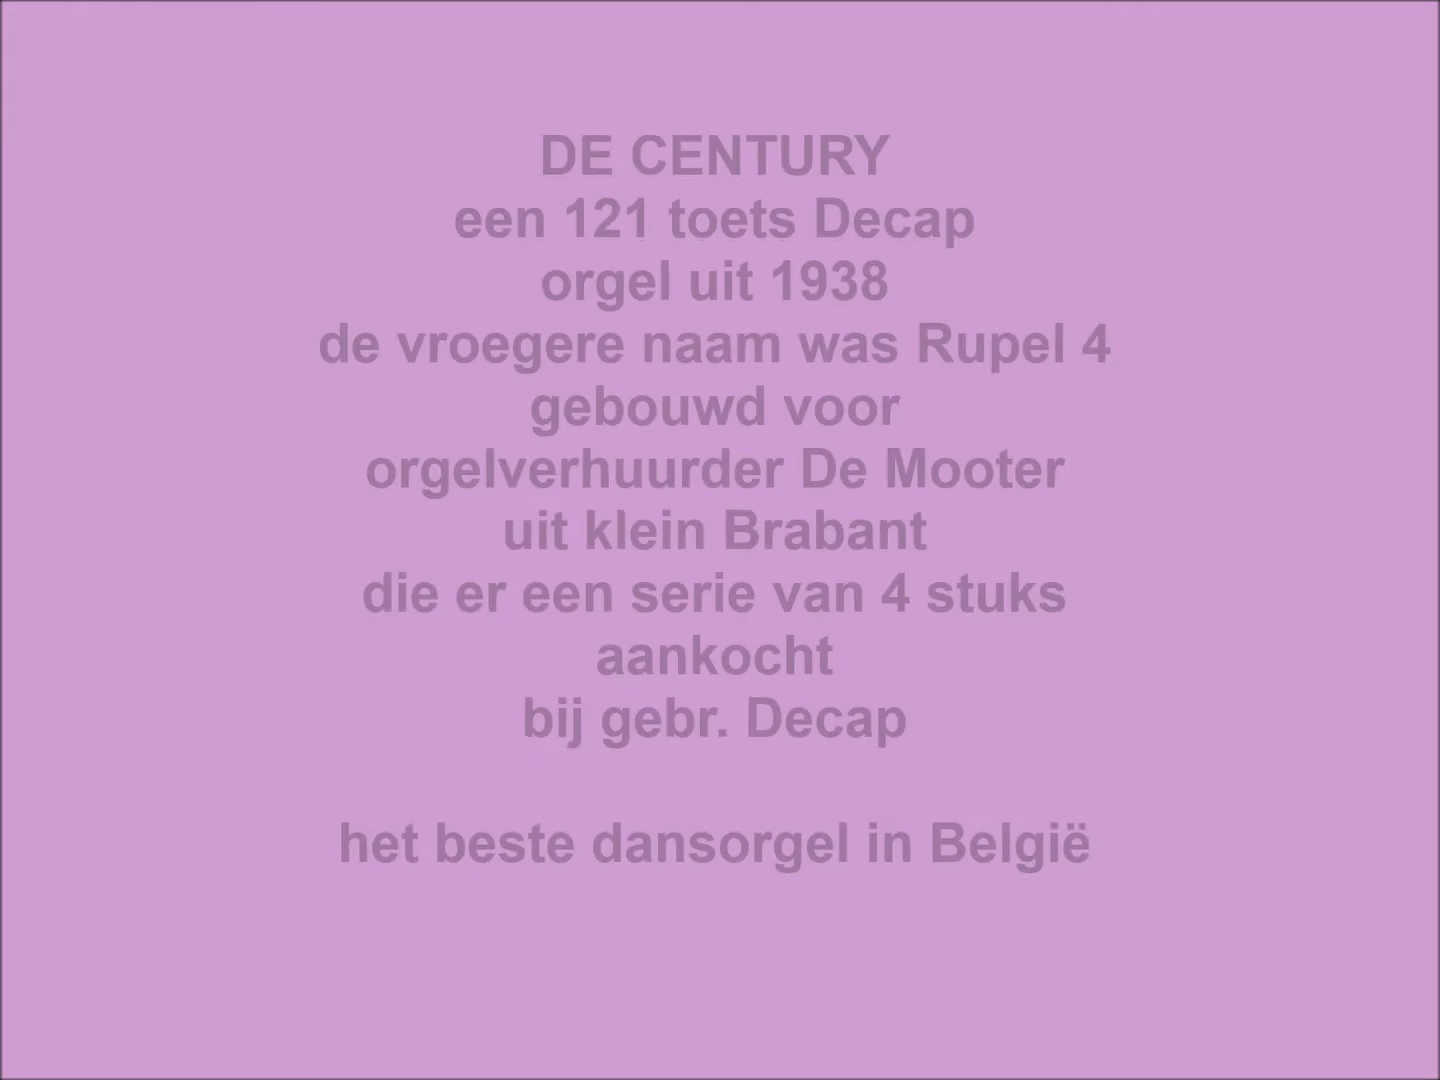 DE CENTURY
een 121 toets Decap
orgel uit 1938
de vroegere naam was Rupel 4
gebouwd voor
orgelverhuurder De Mooter
uit klein Brabant
die er een serie van 4 stuks
aankocht
bij gebr. Decap
het beste dansorgel in België